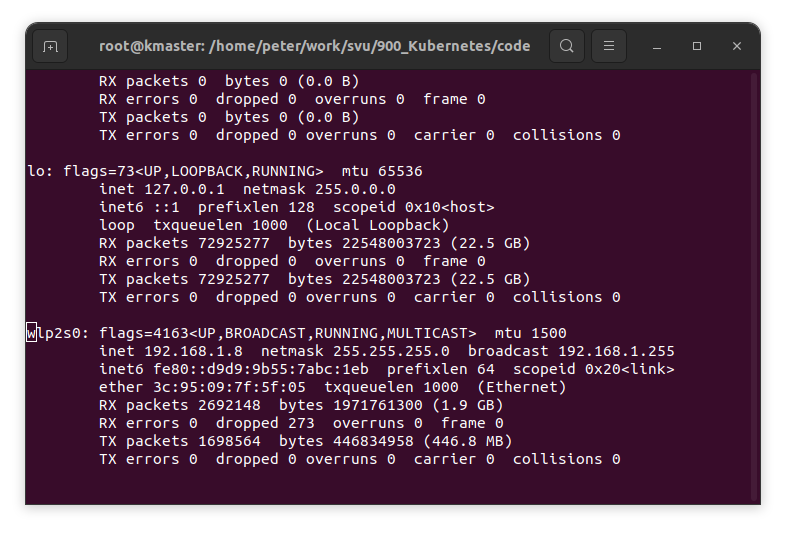 root@kmaster: /home/peter/work/svu/900_Kubernetes/code
RX packets 0  bytes 0 (0.0 B)
RX errors 0  dropped 0  overruns 0  frame 0
TX packets 0  bytes 0 (0.0 B)
TX errors 0  dropped 0 overruns 0  carrier 0  collisions 0
lo: flags=73<UP,LOOPBACK,RUNNING>  mtu 65536
inet 127.0.0.1  netmask 255.0.0.0
inet6 ::1  prefixlen 128  scopeid 0x10<host>
loop  txqueuelen 1000  (Local Loopback)
RX packets 72925277  bytes 22548003723 (22.5 GB)
RX errors 0  dropped 0  overruns 0  frame 0
TX packets 72925277  bytes 22548003723 (22.5 GB)
TX errors 0  dropped 0 overruns 0  carrier 0  collisions 0
wlp2s0: flags=4163<UP,BROADCAST,RUNNING,MULTICAST>  mtu 1500
inet 192.168.1.8  netmask 255.255.255.0  broadcast 192.168.1.255
inet6 fe80::d9d9:9b55:7abc:1eb  prefixlen 64  scopeid 0x20<link>
ether 3c:95:09:7f:5f:05  txqueuelen 1000  (Ethernet)
RX packets 2692148  bytes 1971761300 (1.9 GB)
RX errors 0  dropped 273  overruns 0  frame 0
TX packets 1698564  bytes 446834958 (446.8 MB)
TX errors 0  dropped 0 overruns 0  carrier 0  collisions 0